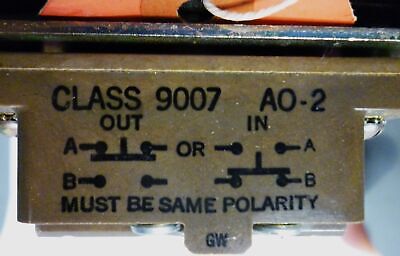 CLASS 9007 AO-2
OUT IN
A OR A
B B
MUST BE SAME POLARITY
GW